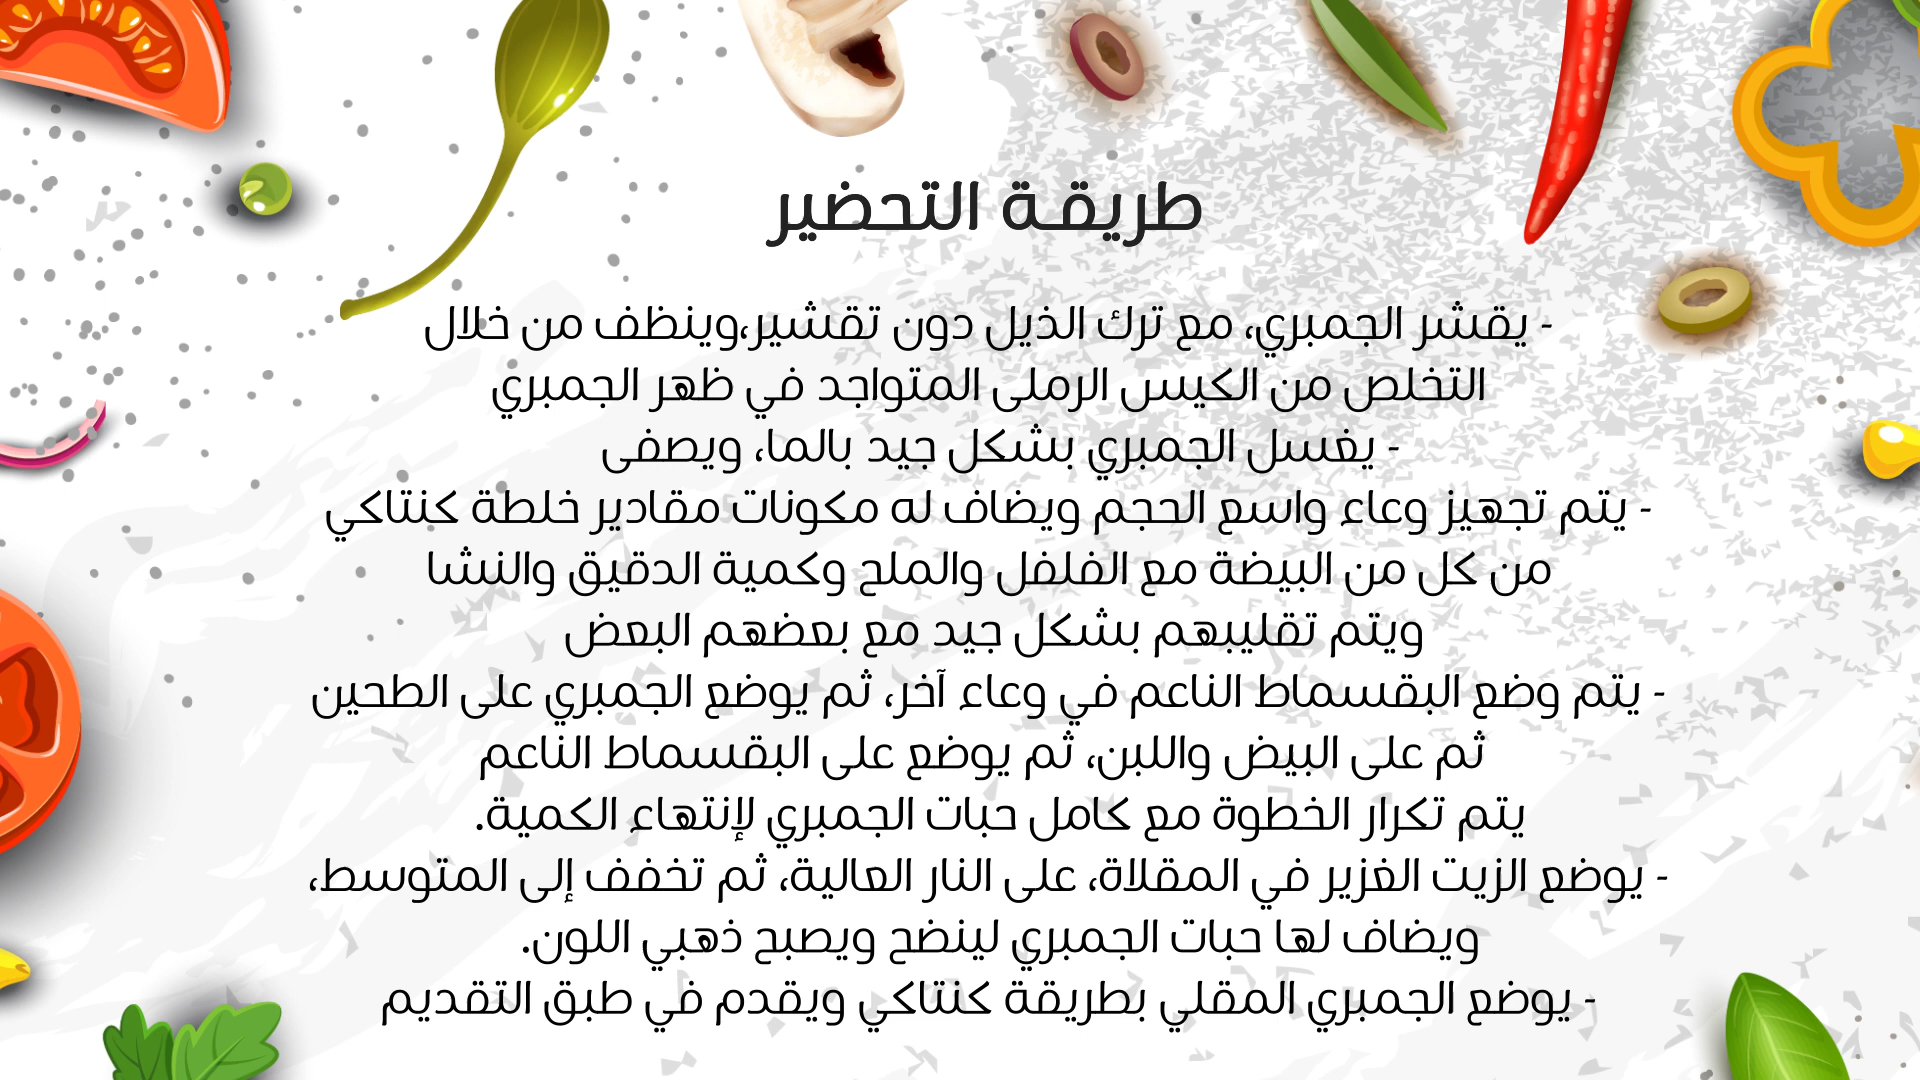 طريقة التحضير
- يقشر الجمبري، مع ترك الذيل دون تقشير،وينظف من خلال
التخلص من الكيس الرملى المتواجد في ظهر الجمبري
- يغسل الجمبري بشكل جيد بالما، ويصفى
- يتم تجهيز وعاء واسع الحجم ويضاف له مكونات مقادير خلطة كنتاكي
من كل من البيضة مع الفلفل والملح وكمية الدقيق والنشا
ويتم تقليبهم بشكل جيد مع بعضهم البعض
- يتم وضع البقسماط الناعم في وعاء آخر، ثم يوضع الجمبري على الطحين
ثم على البيض واللبن، ثم يوضع على البقسماط الناعم
يتم تكرار الخطوة مع كامل حبات الجمبري لإنتهاء الكمية.
- يوضع الزيت الغزير في المقلاة، على النار العالية، ثم تخفف إلى المتوسط،
ويضاف لها حبات الجمبري لينضح ويصبح ذهبي اللون.
- يوضع الجمبري المقلي بطريقة كنتاكي ويقدم في طبق التقديم